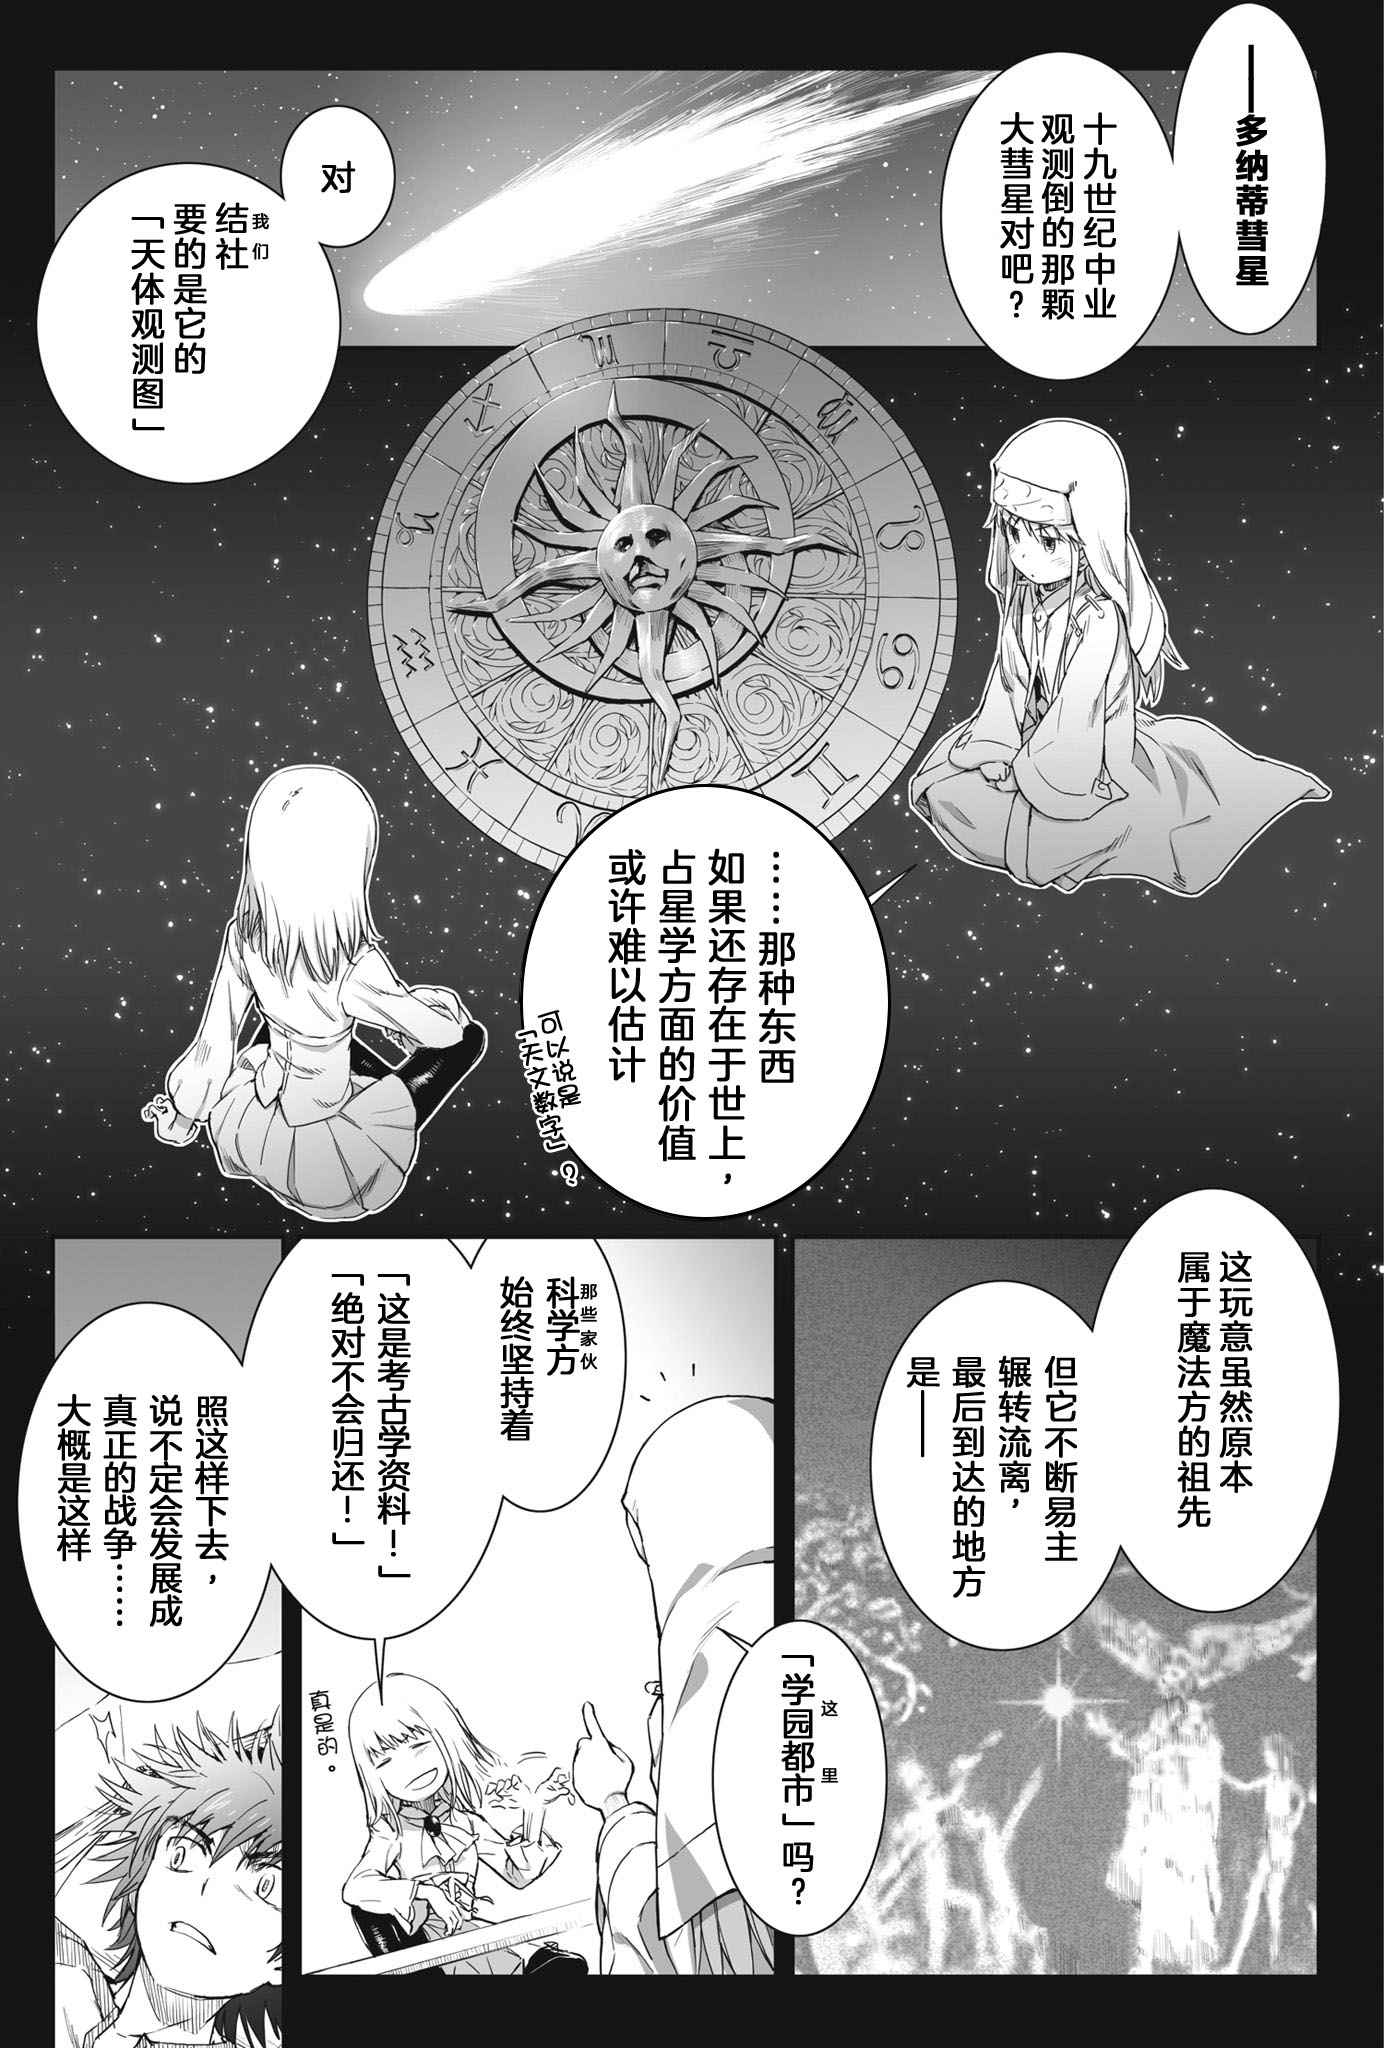 ——多纳蒂彗星
十九世纪中业
观测倒的那颗
大彗星对吧？
对
我们
结社
要的是它的
「天体观测图」
……那种东西
如果还存在于世上，
占星学方面的价值
或许难以估计
可以说是
「天文数字」？
这玩意虽然原本
属于魔法方的祖先
但它不断易主
辗转流离，
最后到达的地方
是——
这里
「学园都市」吗？
那些家伙
科学方
始终坚持着
「这是考古学资料！」
「绝对不会归还！」
真是的。
照这样下去，
说不定会发展成
真正的战争……
大概是这样